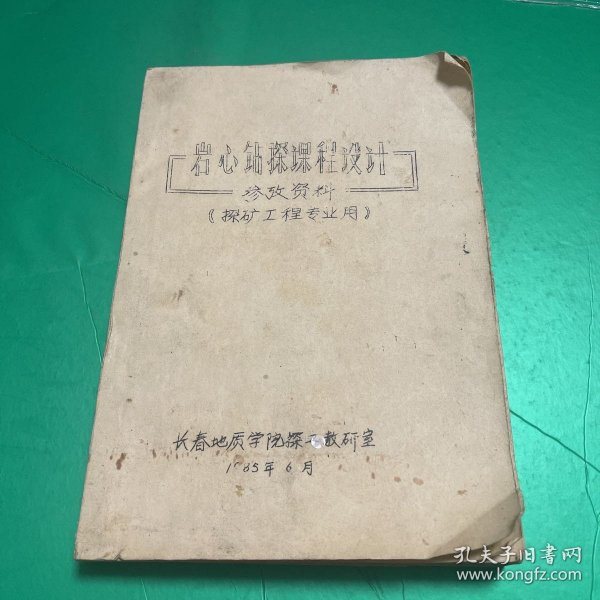 岩心钻探课程设计
参攷资料
《探矿工程专业用》
长春地质学院探工教研室
1985年6月
孔夫子旧书网
www.kongfz.com